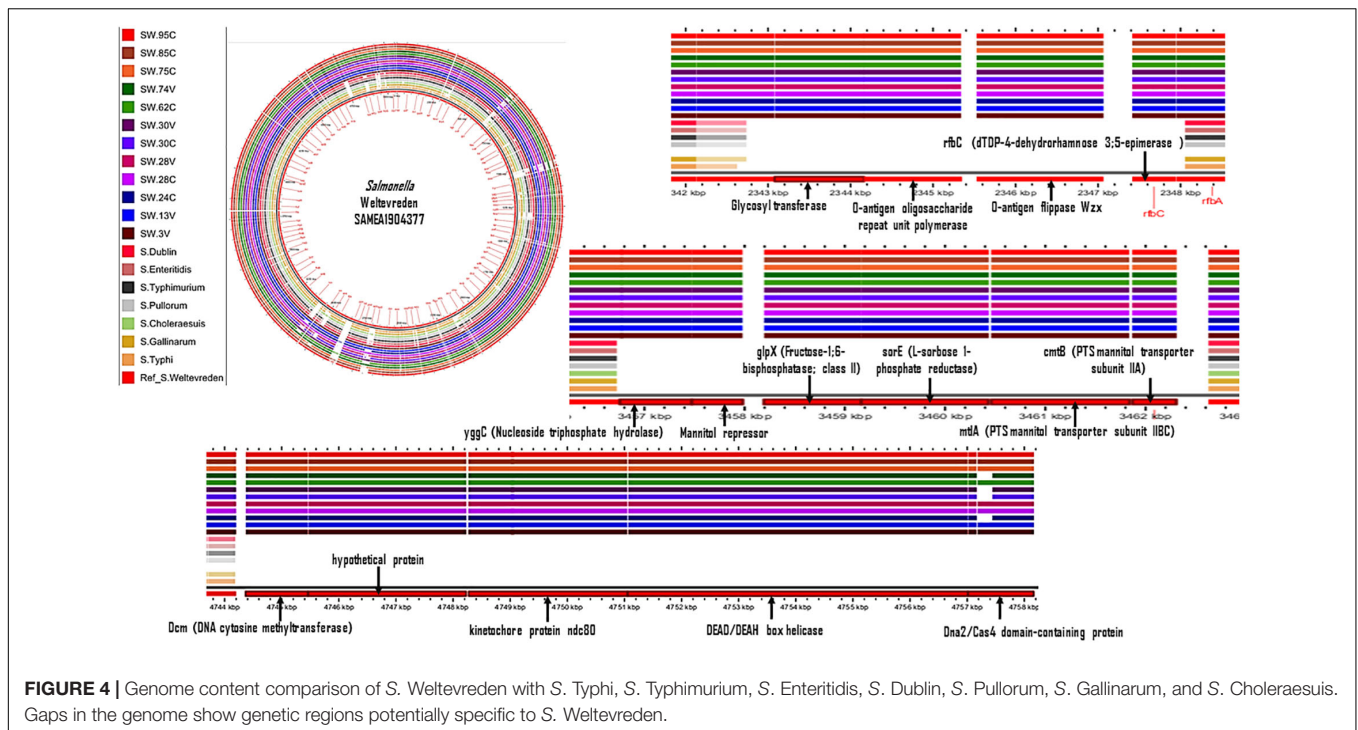 SW.95C
SW.85C
SW.75C
SW.74V
SW.62C
SW.30V
SW.30C
SW.28V
SW.28C
SW.24C
SW.13V
SW.3V
S.Dublin
S.Enteritidis
S.Typhimurium
S.Pullorum
S.Choleraesuis
S.Gallinarum
S.Typhi
Ref_S.Weltevreden
Salmonella
Weltevreden
SAMEA1904377
rfbC (dTDP-4-dehydrorhamnose 3;5-epimerase )
342 kbp 2343 kbp 2344 kbp 2345 kbp 2346 kbp 2347 kbp 2348 kbp
rfbC rfbA
Glycosyl transferase
O-antigen oligosaccharide
repeat unit polymerase
O-antigen flippase Wzx
glpX (Fructose-1;6-
bisphosphatase; class II)
sorE (L-sorbose 1-
phosphate reductase)
cmtB (PTS mannitol transporter
subunit IIA)
3457 kbp 3458 kbp 3459 kbp 3460 kbp 3461 kbp 3462 kbp 346
yggC (Nucleoside triphosphate hydrolase)
Mannitol repressor
mtlA (PTS mannitol transporter subunit IIBC)
hypothetical protein
4744 kbp 4745 kbp 4746 kbp 4747 kbp 4748 kbp 4749 kbp 4750 kbp 4751 kbp 4752 kbp 4753 kbp 4754 kbp 4755 kbp 4756 kbp 4757 kbp 4758 kbp
Dcm (DNA cytosine methyltransferase)
kinetochore protein ndc80
DEAD/DEAH box helicase
Dna2/Cas4 domain-containing protein
FIGURE 4 | Genome content comparison of S. Weltevreden with S. Typhi, S. Typhimurium, S. Enteritidis, S. Dublin, S. Pullorum, S. Gallinarum, and S. Choleraesuis.
Gaps in the genome show genetic regions potentially specific to S. Weltevreden.